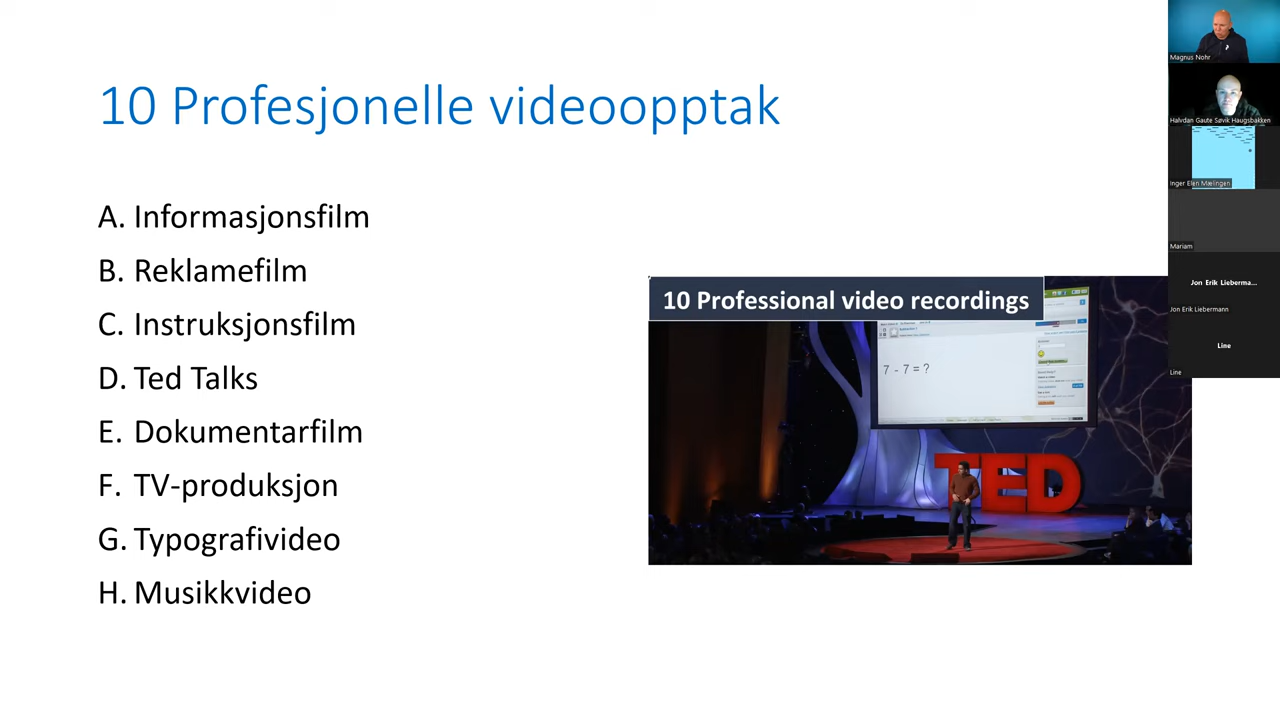 10 Profesjonelle videoopptak
A. Informasjonsfilm
B. Reklamefilm
C. Instruksjonsfilm
D. Ted Talks
E. Dokumentarfilm
F. TV-produksjon
G. Typografivideo
H. Musikkvideo
10 Professional video recordings
7 - 7 = ?
TED
Magnus Nohr
Halvdan Gaute Søvik Haugsbakken
Inger Elen Mælingen
Mariam
Jon Erik Lieberma...
Jon Erik Liebermann
Line
Line